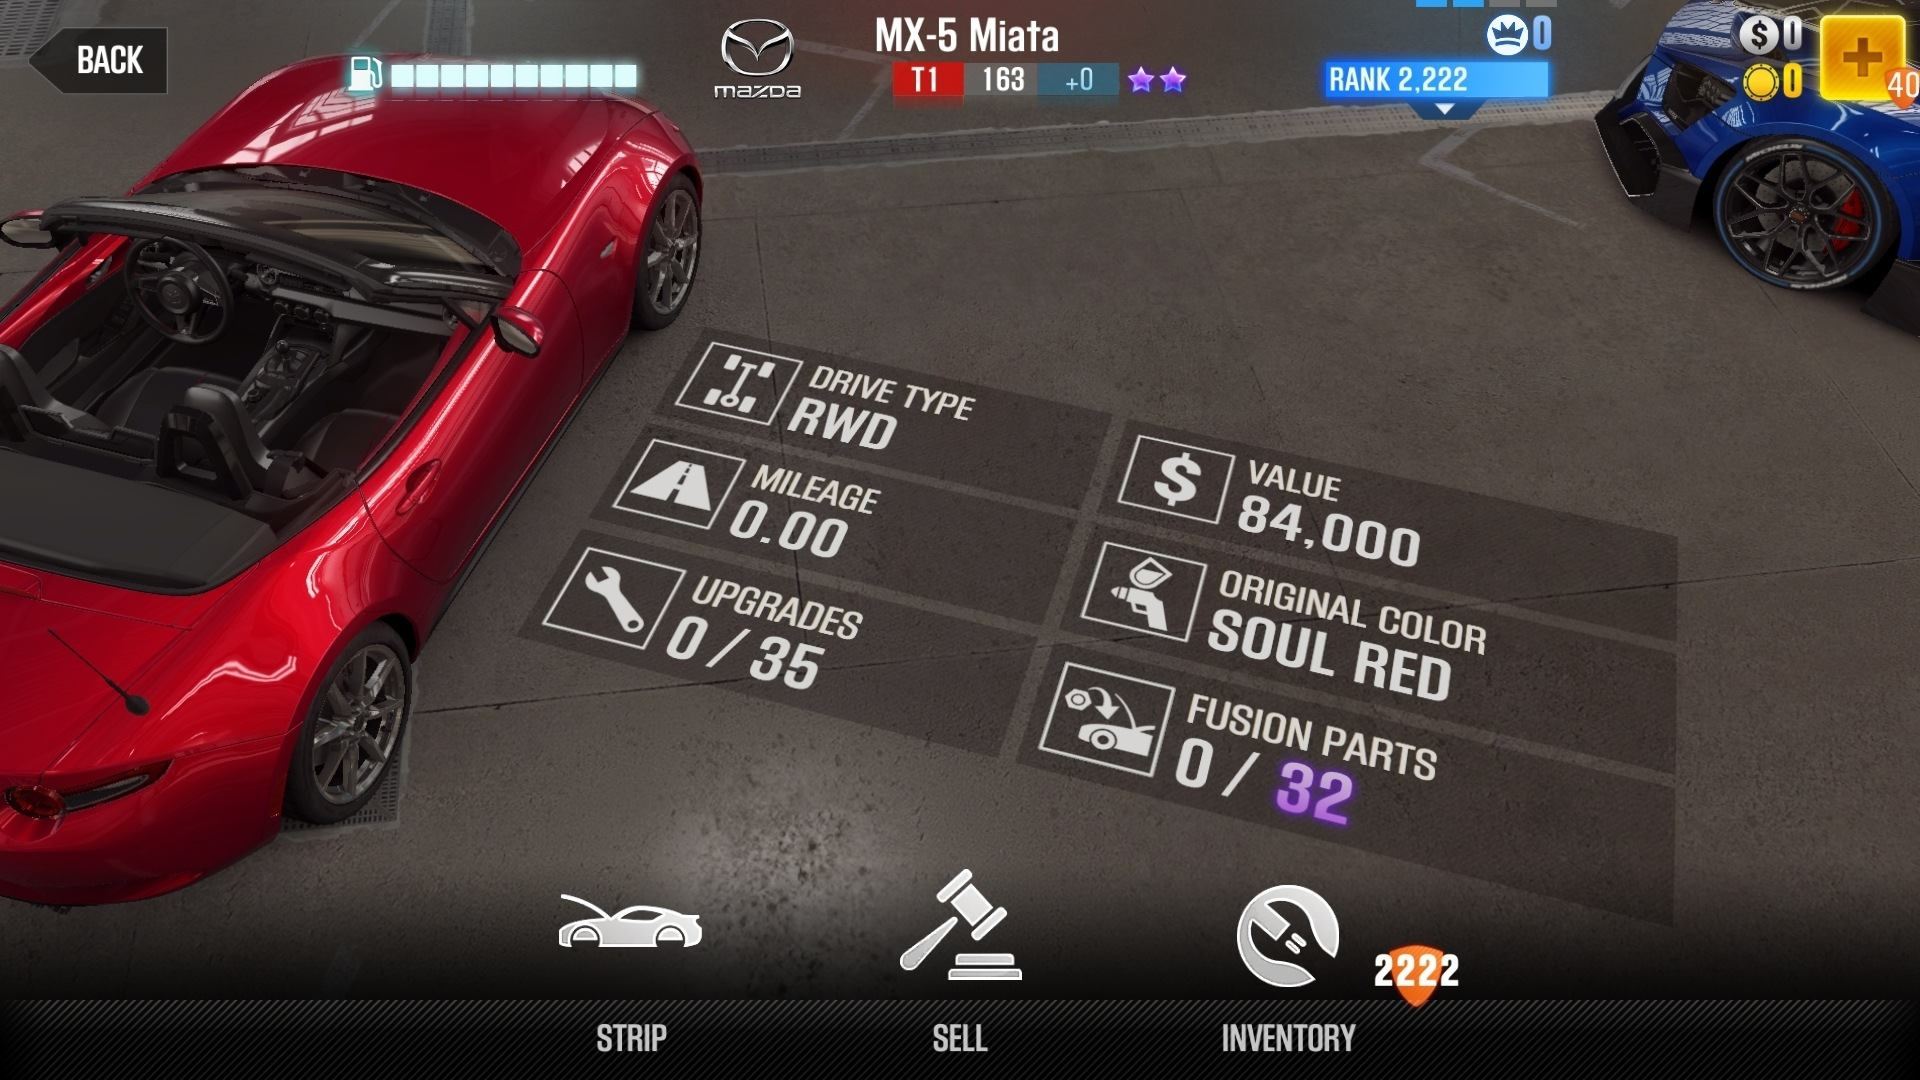 BACK
mazda
MX-5 Miata
T1 163 +0
0
RANK 2,222
0
0
40
DRIVE TYPE
RWD
MILEAGE
0.00
UPGRADES
0 / 35
VALUE
84,000
ORIGINAL COLOR
SOUL RED
FUSION PARTS
0 / 32
STRIP
SELL
INVENTORY
2222
MICHELIN